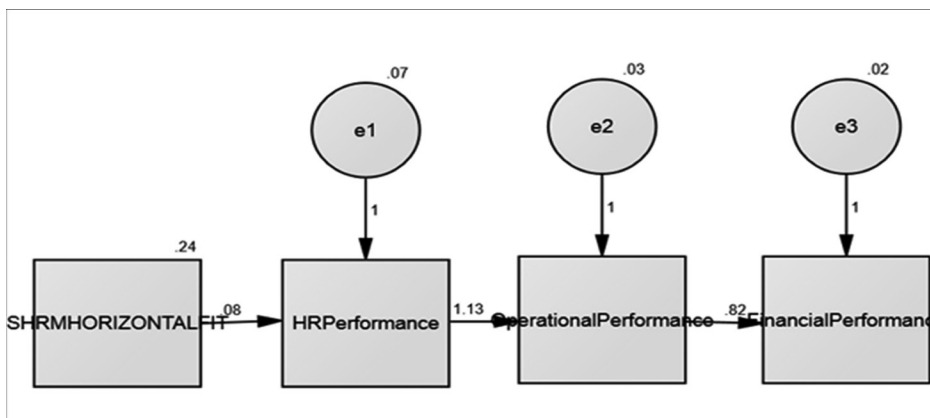 .07
.03
.02
e1
e2
e3
1
1
1
.24
SHRMHORIZONTALFIT
.08
HRPerformance
1.13
OperationalPerformance
.82
FinancialPerformanc